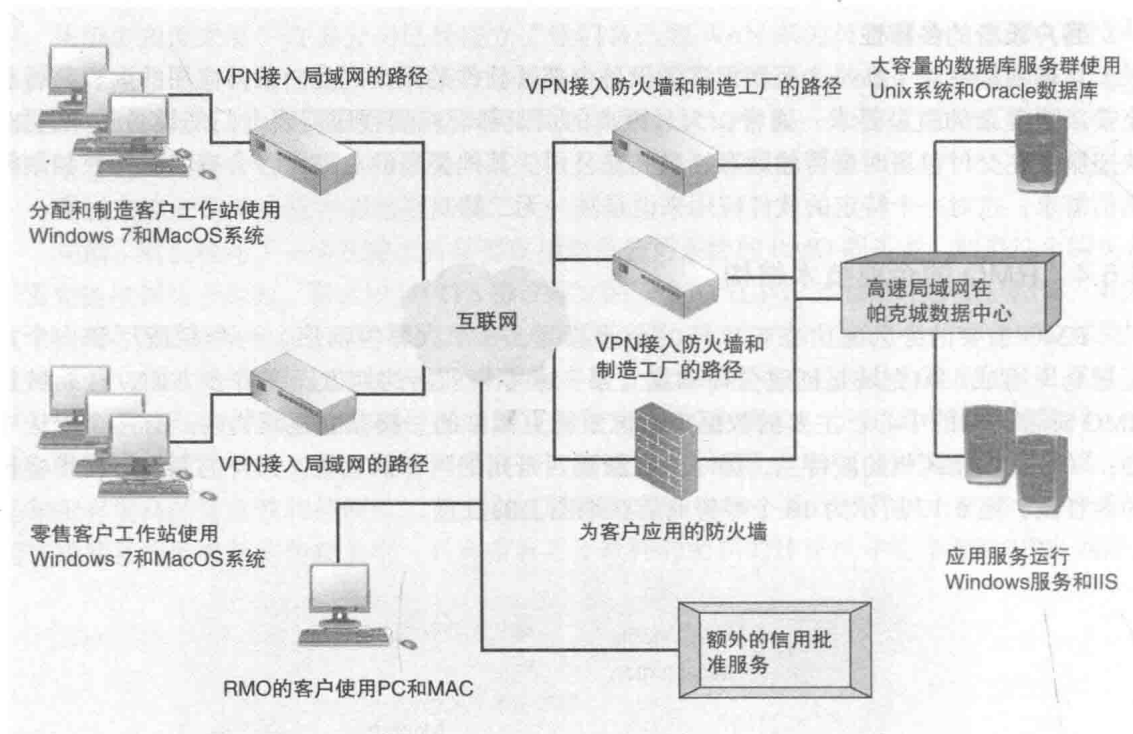 VPN接入局域网的路径
分配和制造客户工作站使用
Windows 7和MacOS系统
VPN接入防火墙和制造工厂的路径
大容量的数据库服务群使用
Unix系统和Oracle数据库
互联网
高速局域网在
帕克城数据中心
VPN接入防火墙和
制造工厂的路径
VPN接入局域网的路径
零售客户工作站使用
Windows 7和MacOS系统
为客户应用的防火墙
应用服务运行
Windows服务和IIS
额外的信用批
准服务
RMO的客户使用PC和MAC